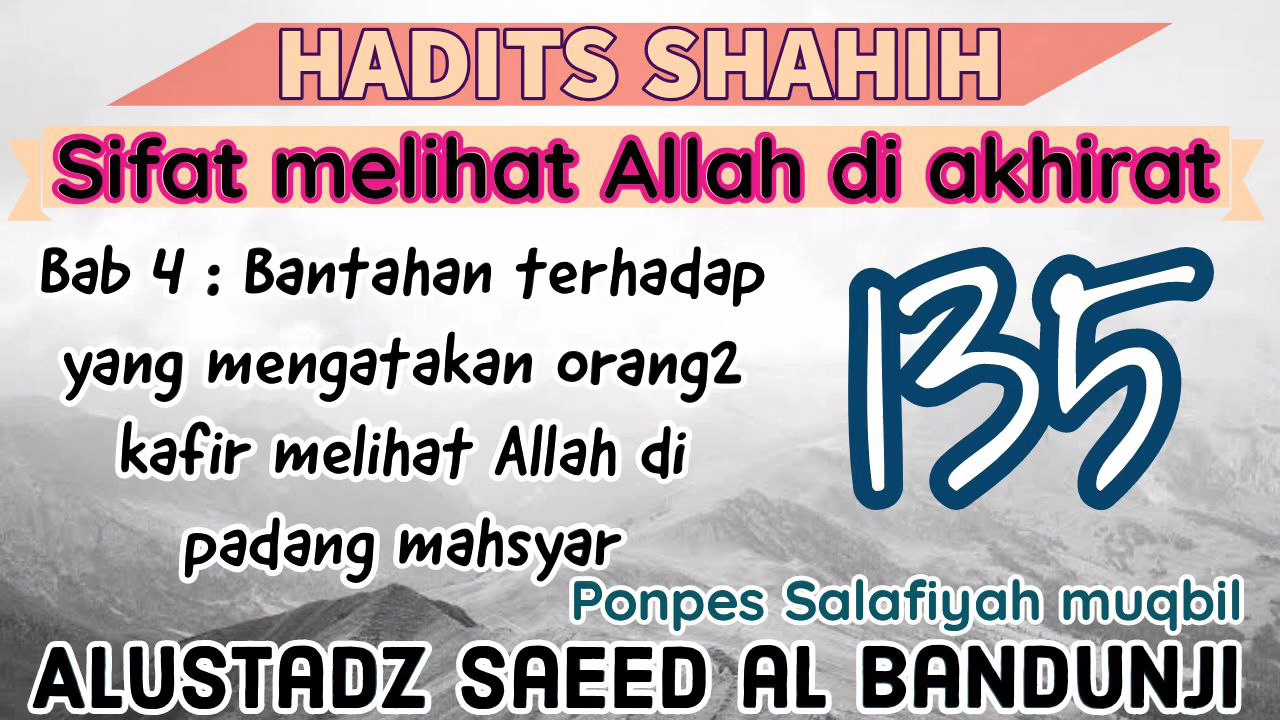 HADITS SHAHIH
Sifat melihat Allah di akhirat
Bab 4 : Bantahan terhadap
yang mengatakan orang2
kafir melihat Allah di
padang mahsyar
135
Ponpes Salafiyah muqbil
ALUSTADZ SAEED AL BANDUNJI